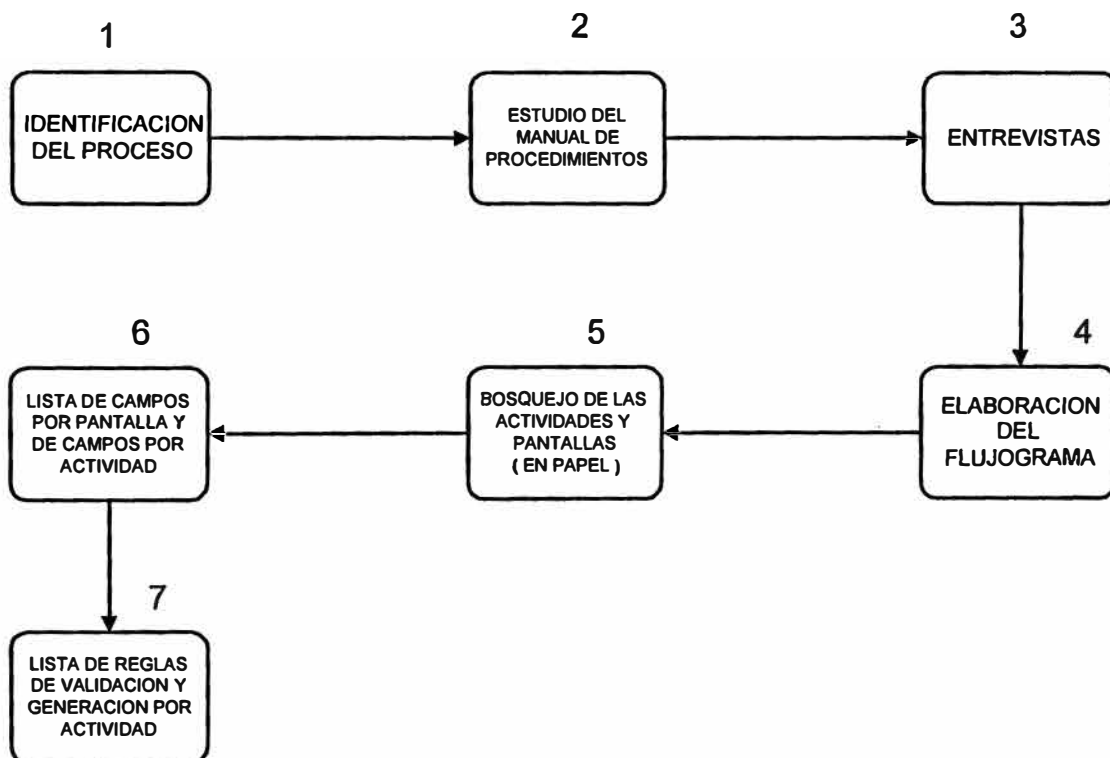 1
IDENTIFICACION
DEL PROCESO
2
ESTUDIO DEL
MANUAL DE
PROCEDIMIENTOS
3
ENTREVISTAS
4
ELABORACION
DEL
FLUJOGRAMA
5
BOSQUEJO DE LAS
ACTIVIDADES Y
PANTALLAS
( EN PAPEL )
6
LISTA DE CAMPOS
POR PANTALLA Y
DE CAMPOS POR
ACTIVIDAD
7
LISTA DE REGLAS
DE VALIDACION Y
GENERACION POR
ACTIVIDAD